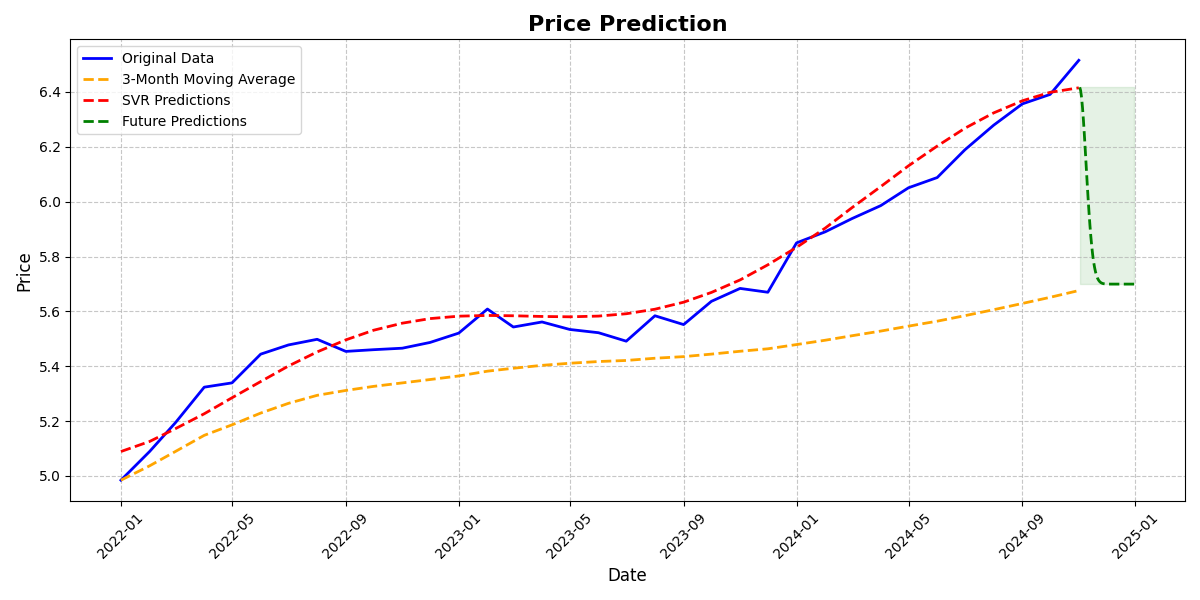 Price Prediction
Original Data
3-Month Moving Average
SVR Predictions
Future Predictions
Price
6.4
6.2
6.0
5.8
5.6
5.4
5.2
5.0
2022-01
2022-05
2022-09
2023-01
2023-05
2023-09
2024-01
2024-05
2024-09
2025-01
Date